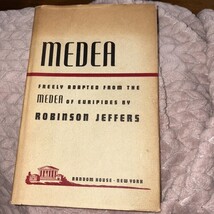 MEDEA
FREELY ADAPTED FROM THE
MEDEA OF EURIPIDES BY
ROBINSON JEFFERS
RANDOM HOUSE · NEW YORK